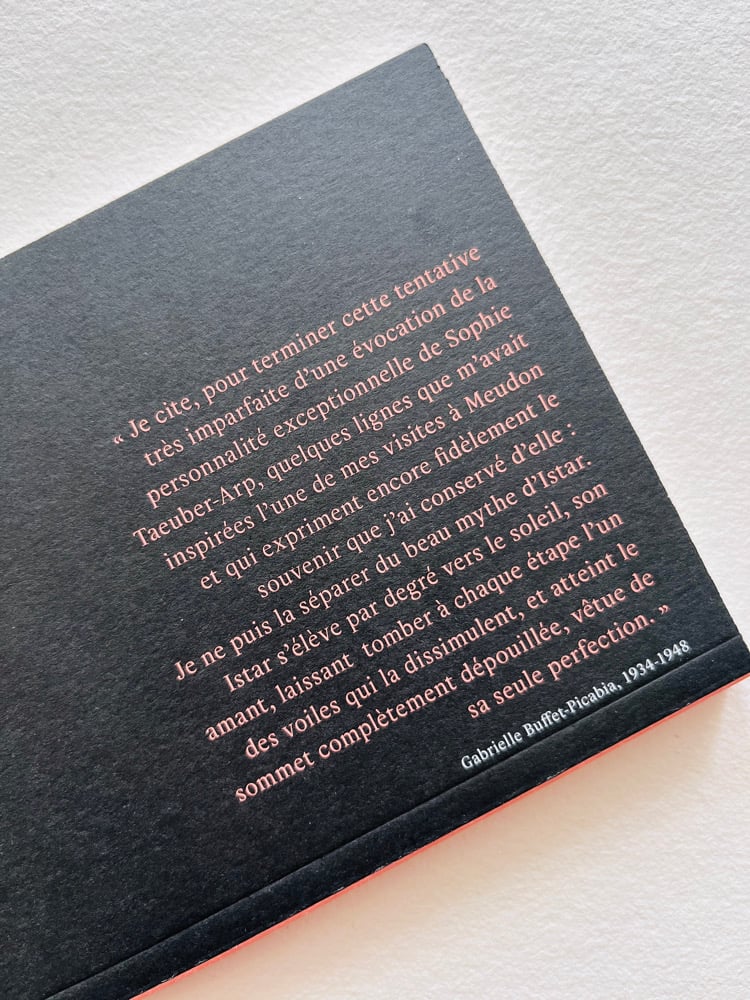 « Je cite, pour terminer cette tentative
très imparfaite d'une évocation de la
personnalité exceptionnelle de Sophie
Taeuber-Arp, quelques lignes que m'avait
inspirées l'une de mes visites à Meudon
et qui expriment encore fidèlement le
souvenir que j'ai conservé d'elle :
Je ne puis la séparer du beau mythe d'Istar.
Istar s'élève par degré vers le soleil, son
amant, laissant tomber à chaque étape l'un
des voiles qui la dissimulent, et atteint le
sommet complètement dépouillée, vêtue de
sa seule perfection. »
Gabrielle Buffet-Picabia, 1934-1948